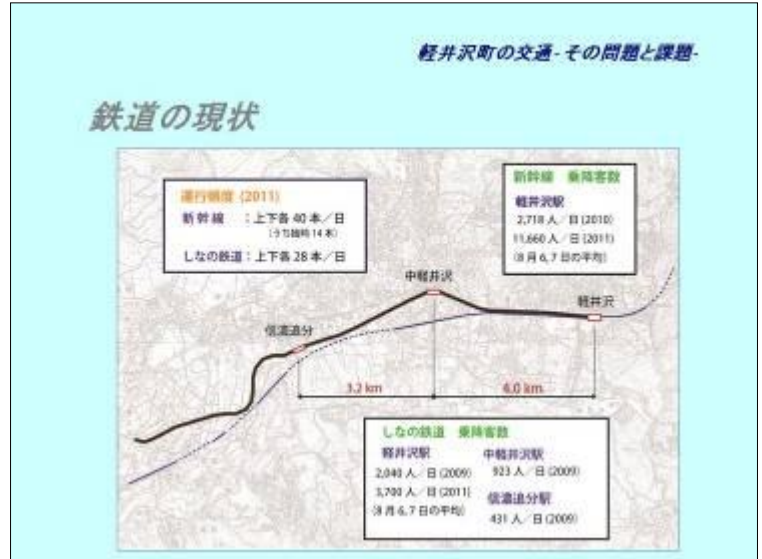 軽井沢町の交通-その問題と課題-
鉄道の現状
運行頻度 (2011)
新幹線 ：上下各 40 本／日
(うち臨時 14 本)
しなの鉄道：上下各 28 本／日
新幹線 乗降客数
軽井沢駅
2,718 人／日 (2010)
11,660 人／日 (2011)
(8 月 6, 7 日の平均)
中軽井沢
軽井沢
信濃追分
3.2 km
4.0 km
しなの鉄道 乗降客数
軽井沢駅
2,040 人／日 (2009)
3,700 人／日 (2011)
(8 月 6, 7 日の平均)
中軽井沢駅
923 人／日 (2009)
信濃追分駅
431 人／日 (2009)